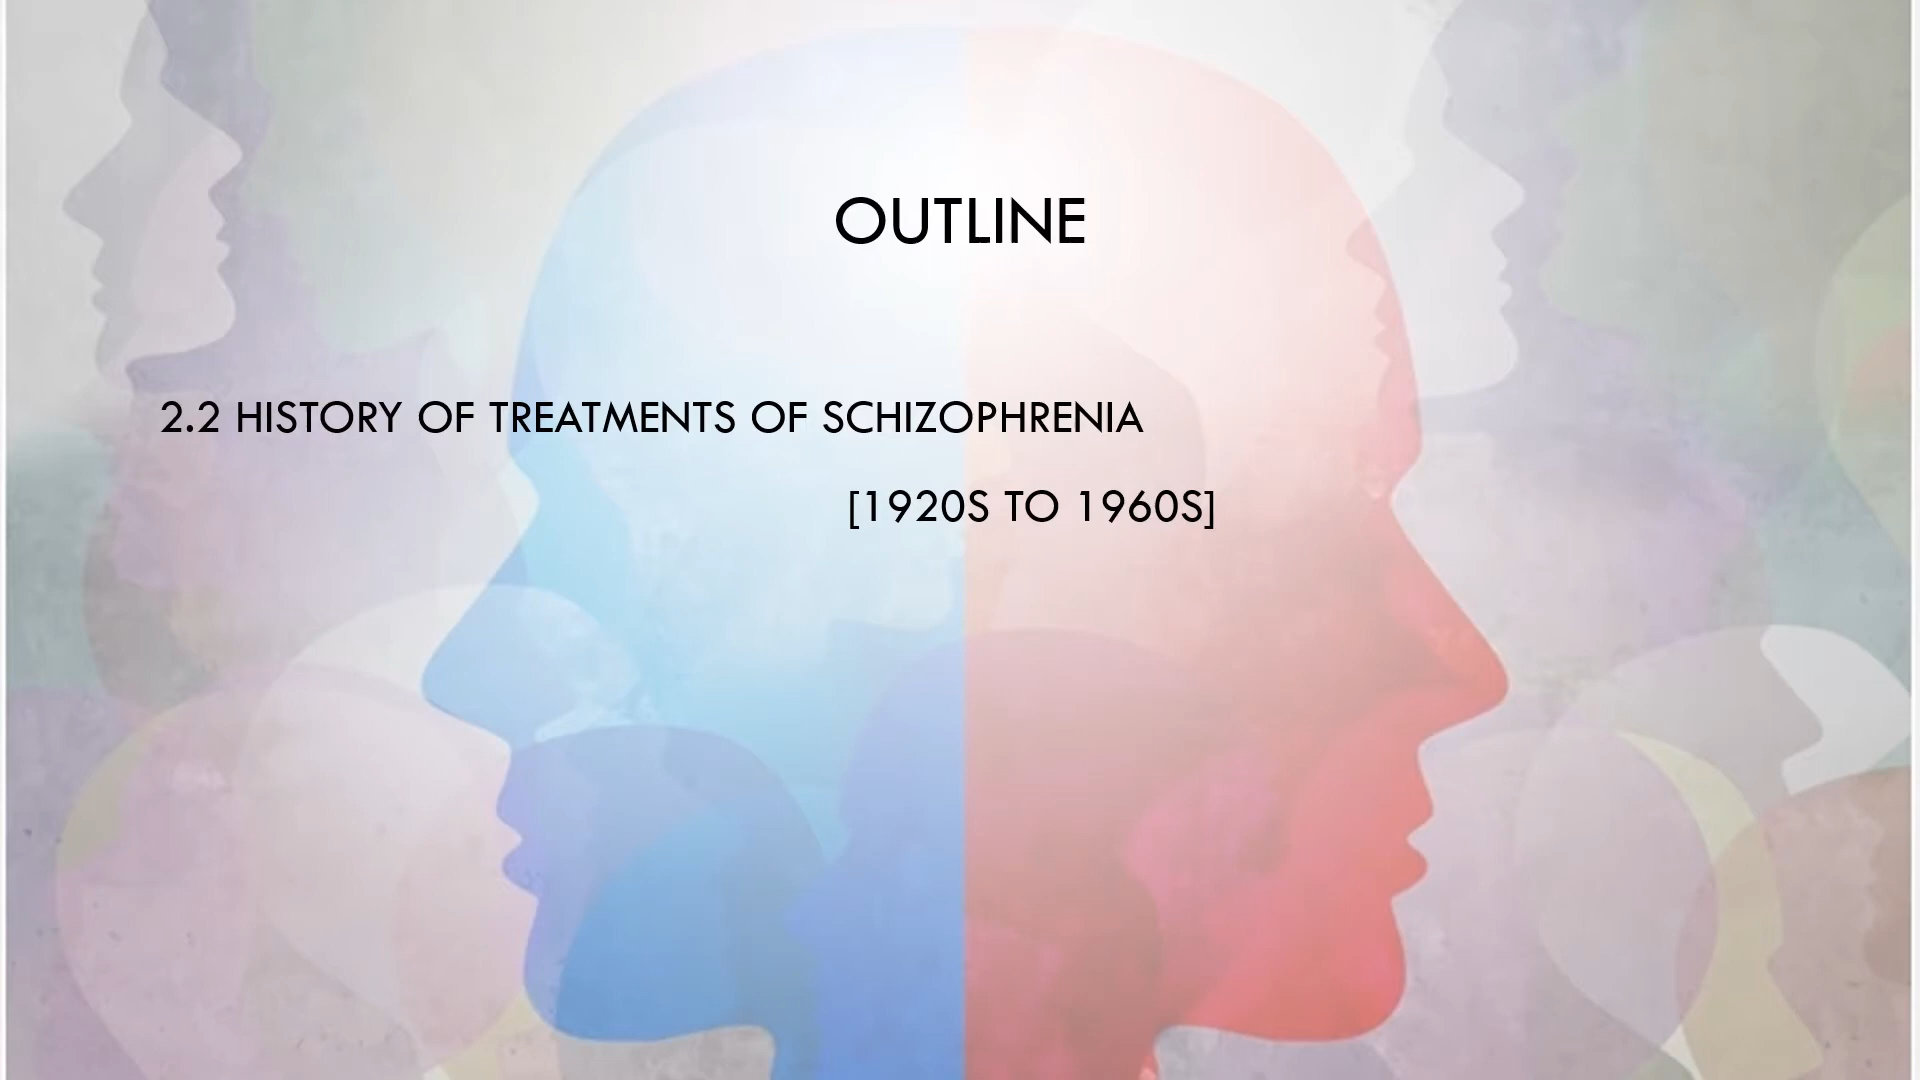 OUTLINE
2.2 HISTORY OF TREATMENTS OF SCHIZOPHRENIA
[1920S TO 1960S]